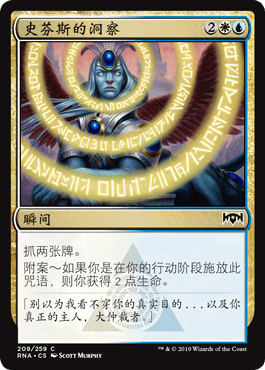 史芬斯的洞察
2
瞬间
抓两张牌。
附案～如果你是在你的行动阶段施放此
咒语，则你获得2点生命。
「别以为我看不穿你的真实目的...以及你
真正的主人，大仲裁者。」
209/259 C
RNA • CS SCOTT MURPHY
™ & © 2019 Wizards of the Coast